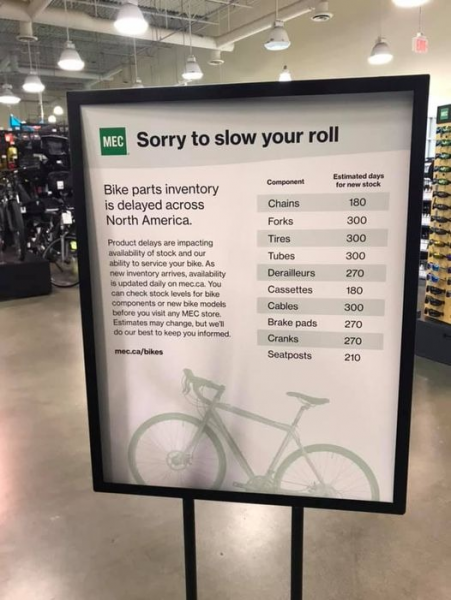 MEC Sorry to slow your roll
Bike parts inventory
is delayed across
North America.
Product delays are impacting
availability of stock and our
ability to service your bike. As
new inventory arrives, availability
is updated daily on mec.ca. You
can check stock levels for bike
components or new bike models
before you visit any MEC store.
Estimates may change, but we'll
do our best to keep you informed.
mec.ca/bikes
Component Estimated days
for new stock
Chains 180
Forks 300
Tires 300
Tubes 300
Derailleurs 270
Cassettes 180
Cables 300
Brake pads 270
Cranks 270
Seatposts 210